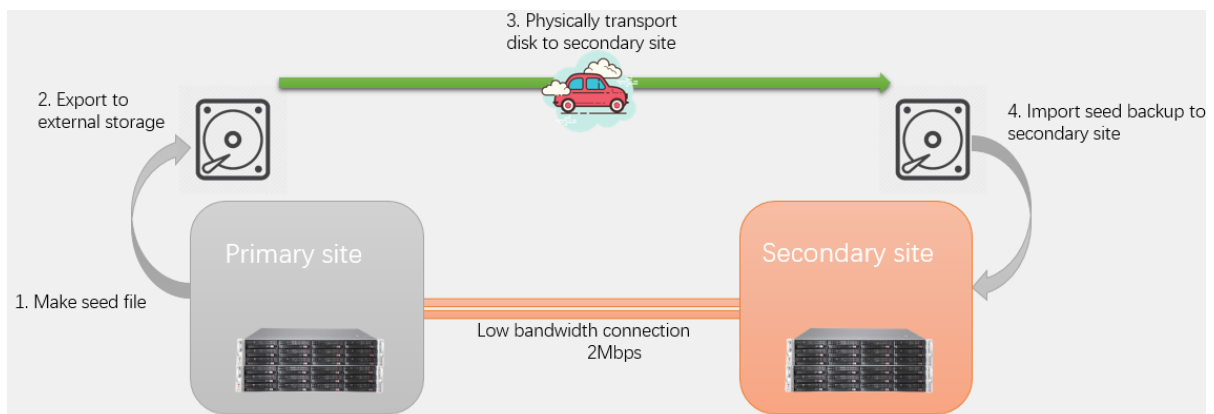 3. Physically transport
disk to secondary site
2. Export to
external storage
4. Import seed backup to
secondary site
Primary site
Secondary site
1. Make seed file
Low bandwidth connection
2Mbps